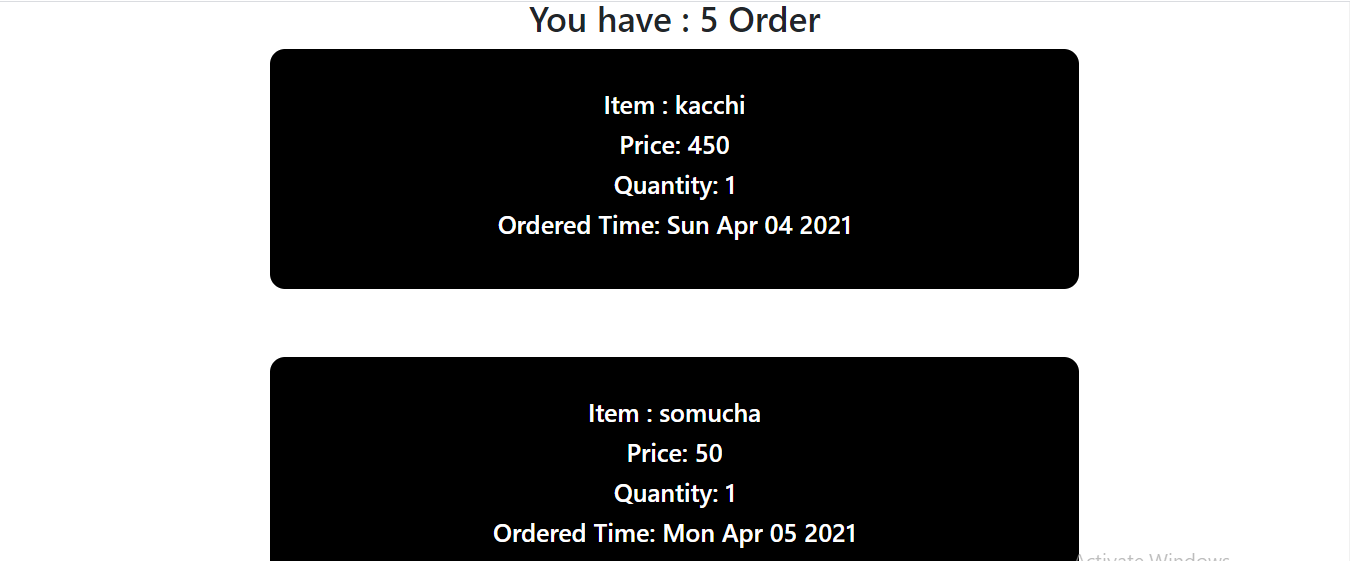 You have : 5 Order
Item : kacchi
Price: 450
Quantity: 1
Ordered Time: Sun Apr 04 2021
Item : somucha
Price: 50
Quantity: 1
Ordered Time: Mon Apr 05 2021
Activate Windows